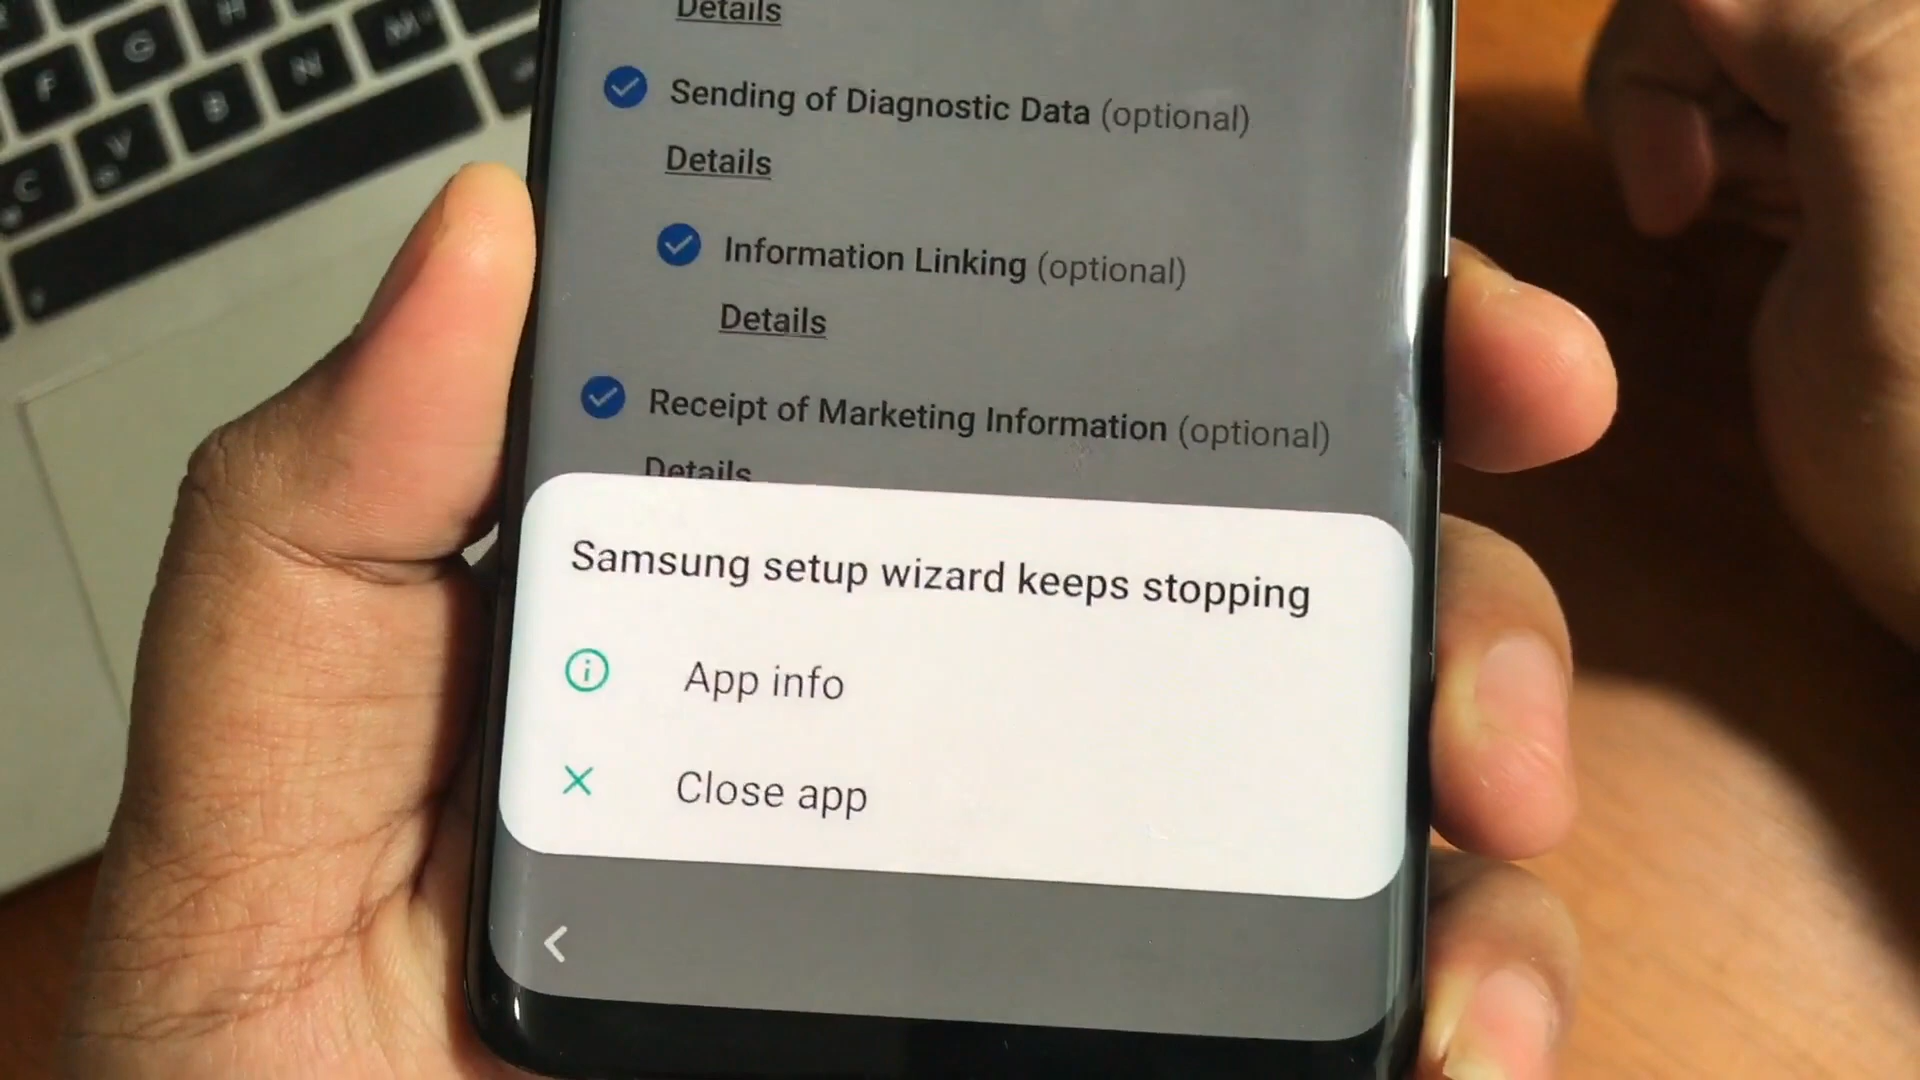 Details
Sending of Diagnostic Data (optional)
Details
Information Linking (optional)
Details
Receipt of Marketing Information (optional)
Details
Samsung setup wizard keeps stopping
App info
Close app
F
G
H
C
V
B
N
M